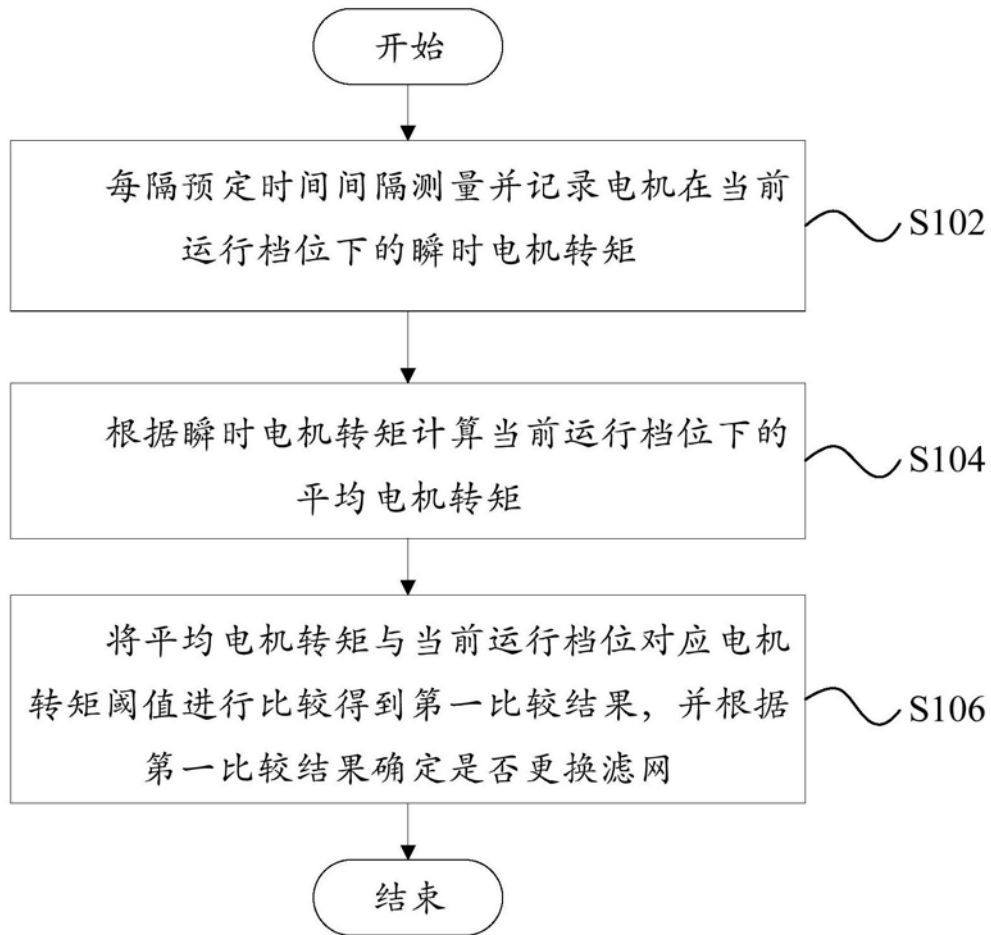 开始
每隔预定时间间隔测量并记录电机在当前
运行档位下的瞬时电机转矩
S102
根据瞬时电机转矩计算当前运行档位下的
平均电机转矩
S104
将平均电机转矩与当前运行档位对应电机
转矩阈值进行比较得到第一比较结果，并根据
第一比较结果确定是否更换滤网
S106
结束